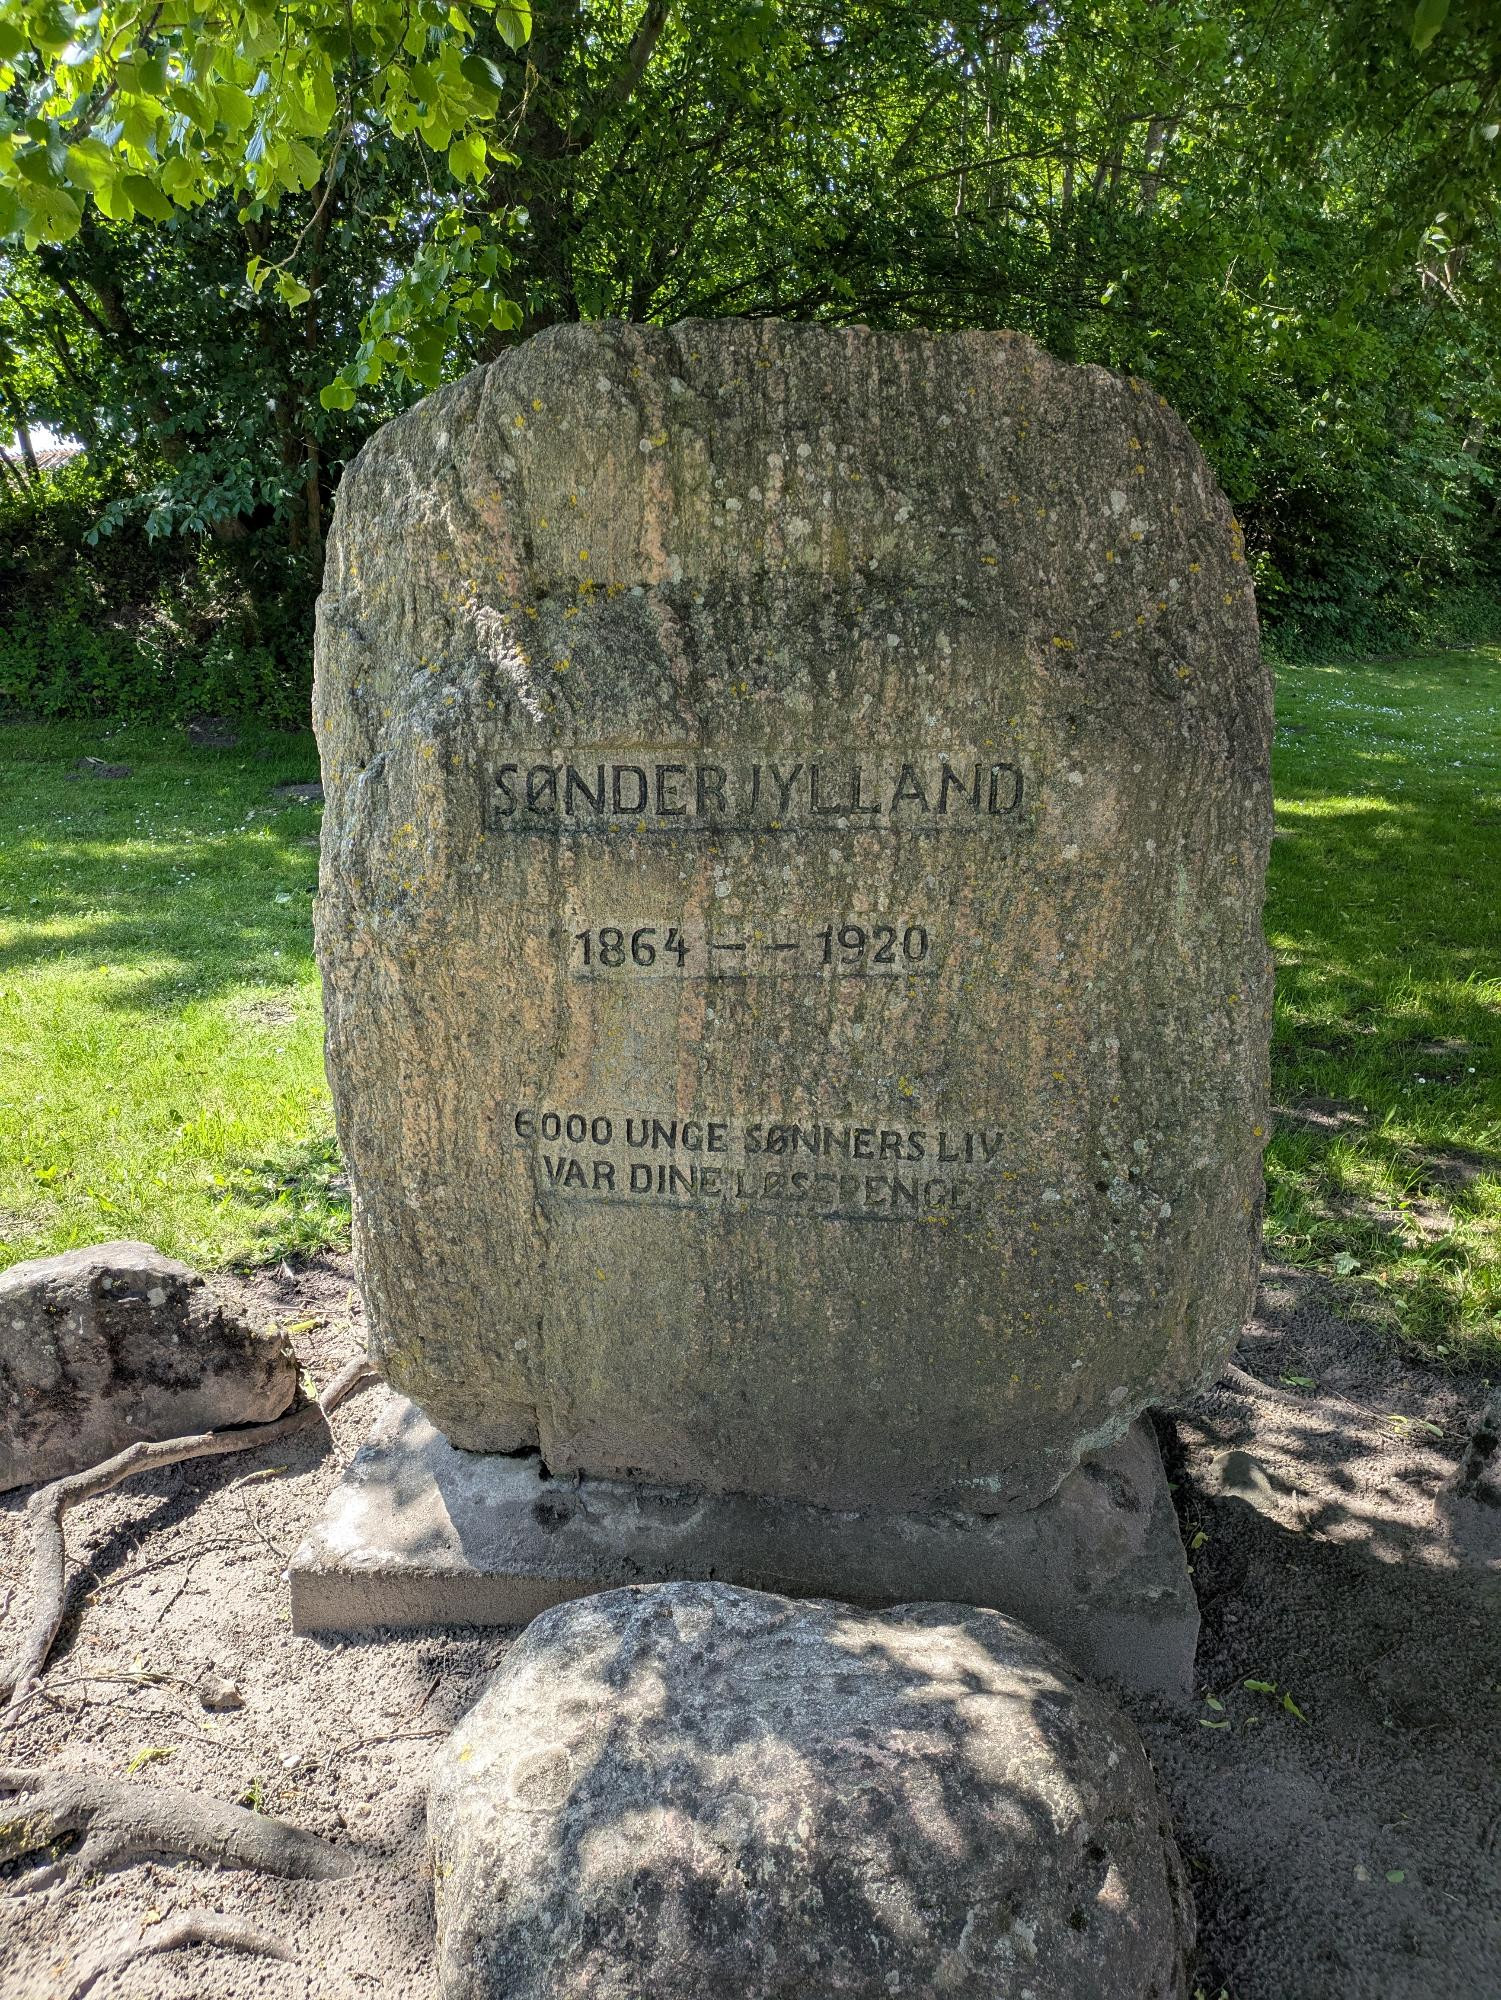 SØNDERJYLLAND
1864 – – 1920
6000 UNGE SØNNERS LIV
VAR DINE LØSEPENGE